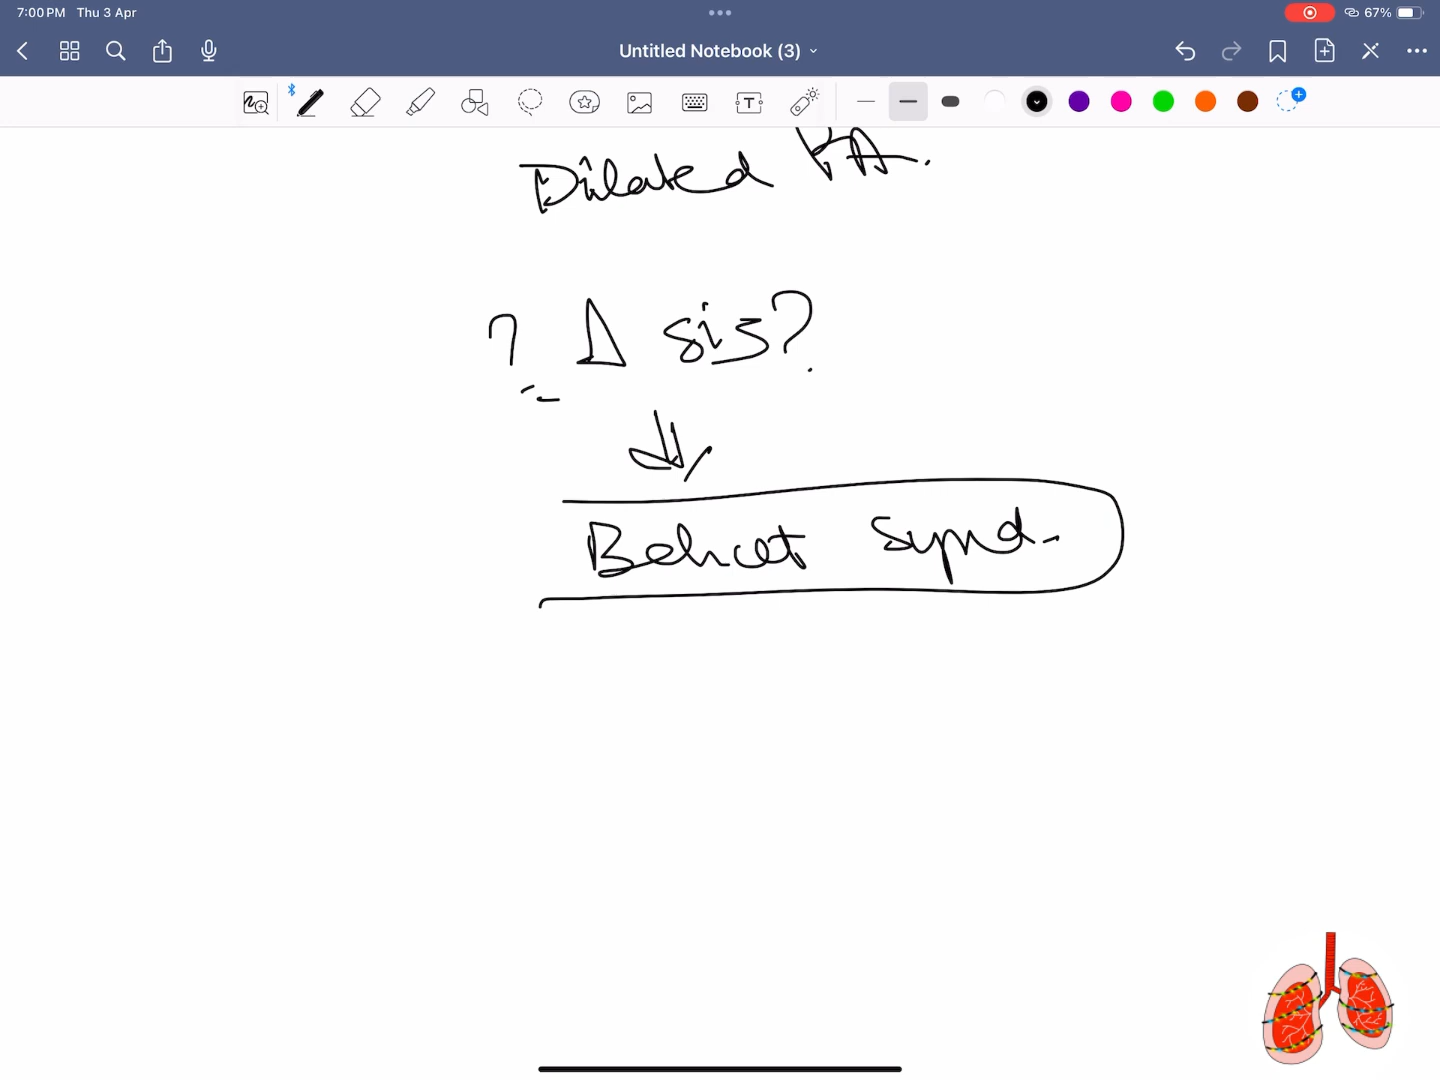 7:00 PM Thu 3 Apr
67%
Untitled Notebook (3)
T
Dilated PA.
? Δ sis?
Behcet Synd.